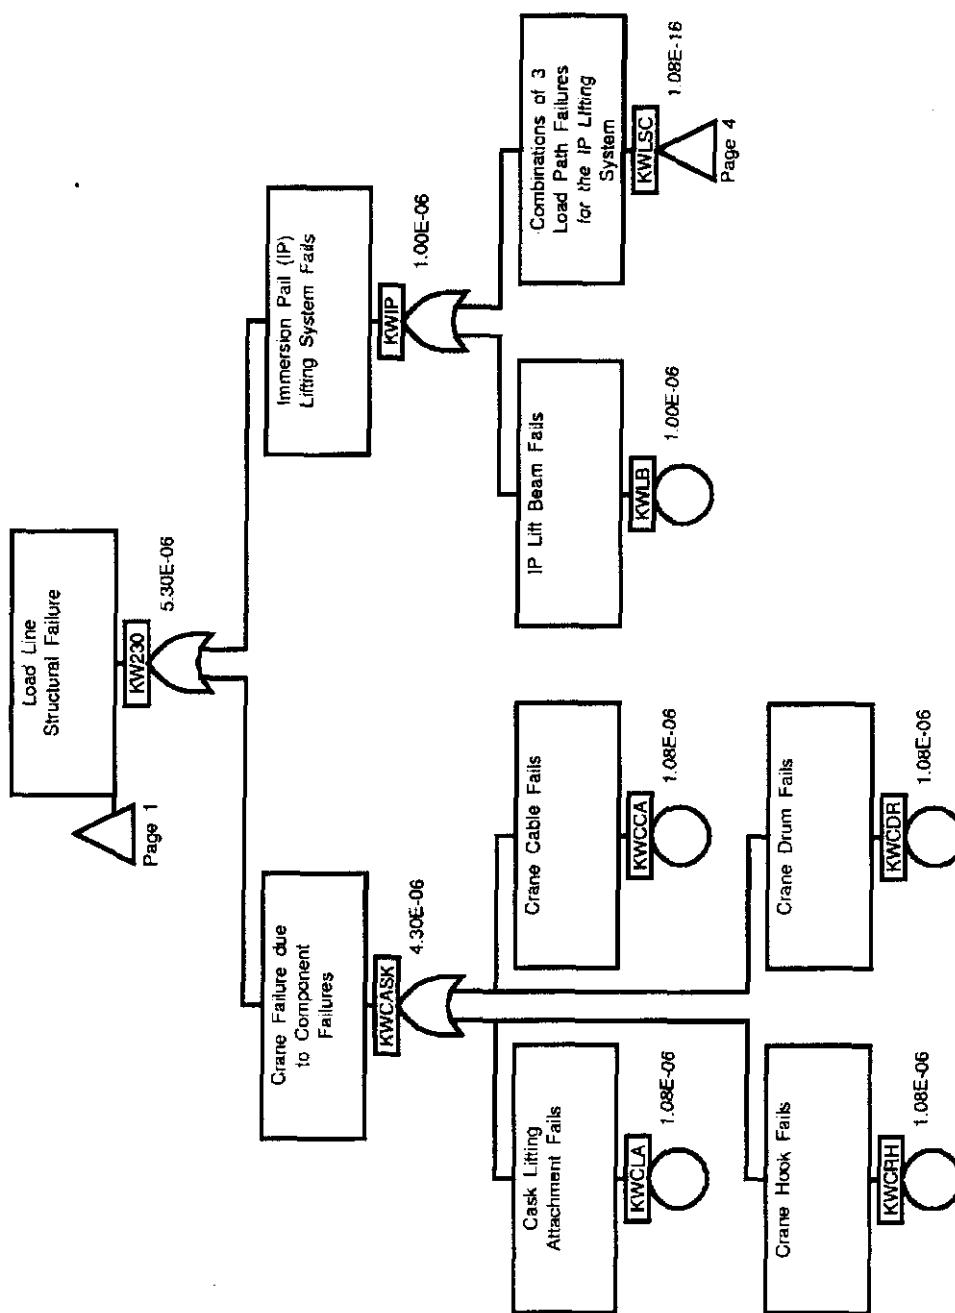 Load Line
Structural Failure
KW230
5.30E-06
Page 1
Crane Failure due
to Component
Failures
KWCASK
4.30E-06
Immersion Pail (IP)
Lifting System Fails
KWIP
1.00E-06
Cask Lifting
Attachment Fails
KWCLA
1.08E-06
Crane Cable Fails
KWCCA
1.08E-06
IP Lift Beam Fails
KWLB
1.00E-06
Combinations of 3
Load Path Failures
for the IP Lifting
System
KWLSC
1.08E-16
Page 4
Crane Hook Fails
KWCRH
1.08E-06
Crane Drum Fails
KWCDR
1.08E-06